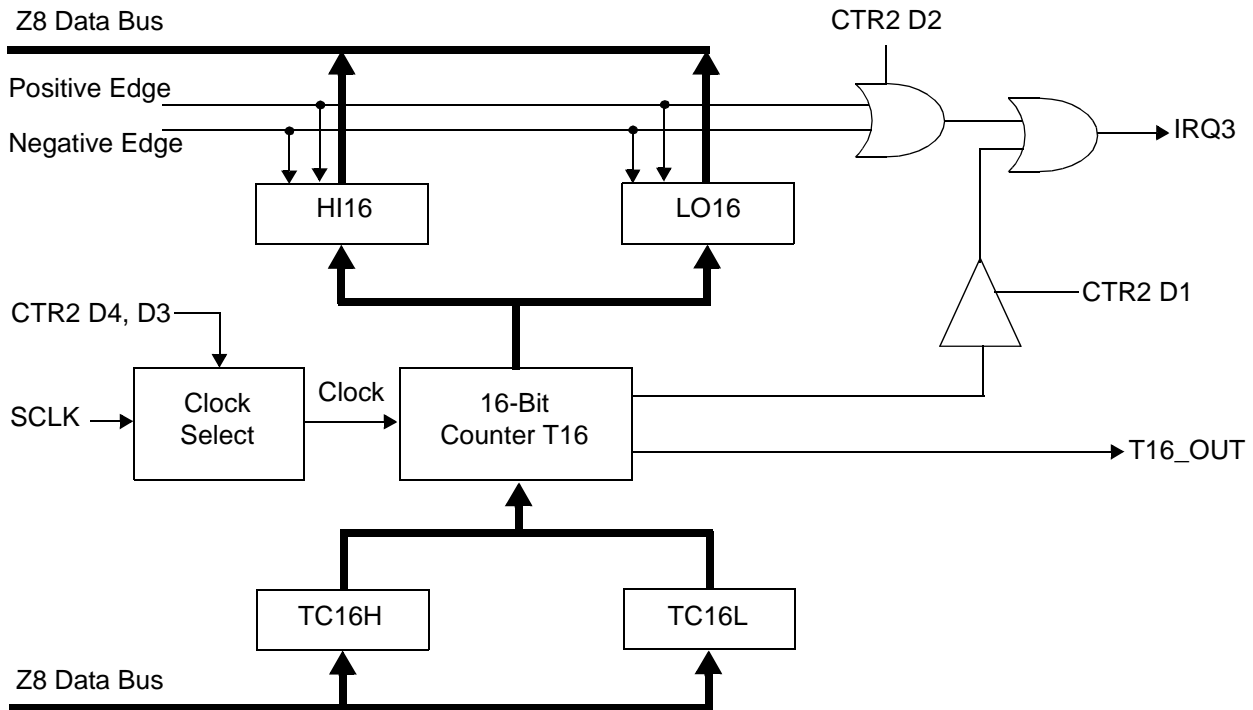 Z8 Data Bus
CTR2 D2
Positive Edge
Negative Edge
IRQ3
HI16
LO16
CTR2 D4, D3
CTR2 D1
SCLK
Clock
Select
Clock
16-Bit
Counter T16
T16_OUT
TC16H
TC16L
Z8 Data Bus